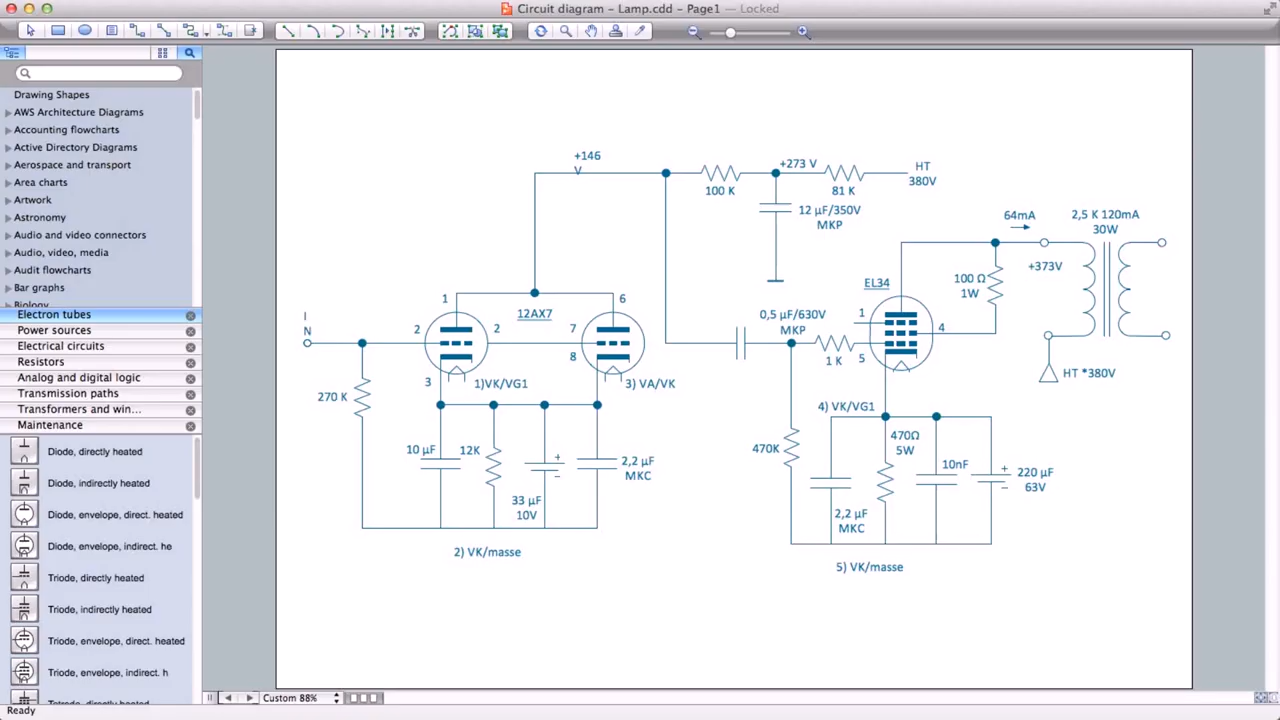 Circuit diagram – Lamp.cdd – Page1 — Locked
Drawing Shapes
AWS Architecture Diagrams
Accounting flowcharts
Active Directory Diagrams
Aerospace and transport
Area charts
Artwork
Astronomy
Audio and video connectors
Audio, video, media
Audit flowcharts
Bar graphs
Biology
Electron tubes
Power sources
Electrical circuits
Resistors
Analog and digital logic
Transmission paths
Transformers and win...
Maintenance
Diode, directly heated
Diode, indirectly heated
Diode, envelope, direct. heated
Diode, envelope, indirect. he
Triode, directly heated
Triode, indirectly heated
Triode, envelope, direct. heated
Triode, envelope, indirect. h
Tetrode, directly heated
+146
V
100 K
+273 V
81 K
HT
380V
12 µF/350V
MKP
64mA
2,5 K 120mA
30W
+373V
100 Ω
1W
EL34
1
4
5
HT *380V
I
N
1
2
3
12AX7
2
7
8
6
1)VK/VG1
3) VA/VK
0,5 µF/630V
MKP
1 K
270 K
10 µF
12K
33 µF
10V
+
–
2,2 µF
MKC
2) VK/masse
470K
4) VK/VG1
470Ω
5W
2,2 µF
MKC
10nF
+
–
220 µF
63V
5) VK/masse
Custom 88%
Ready